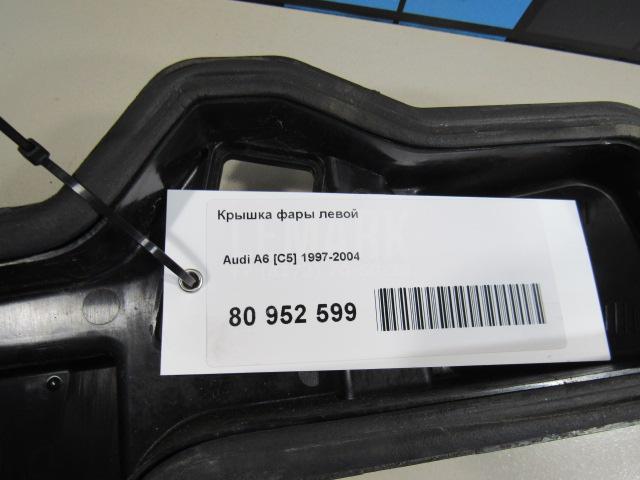 Крышка фары левой
Audi A6 [C5] 1997-2004
80 952 599